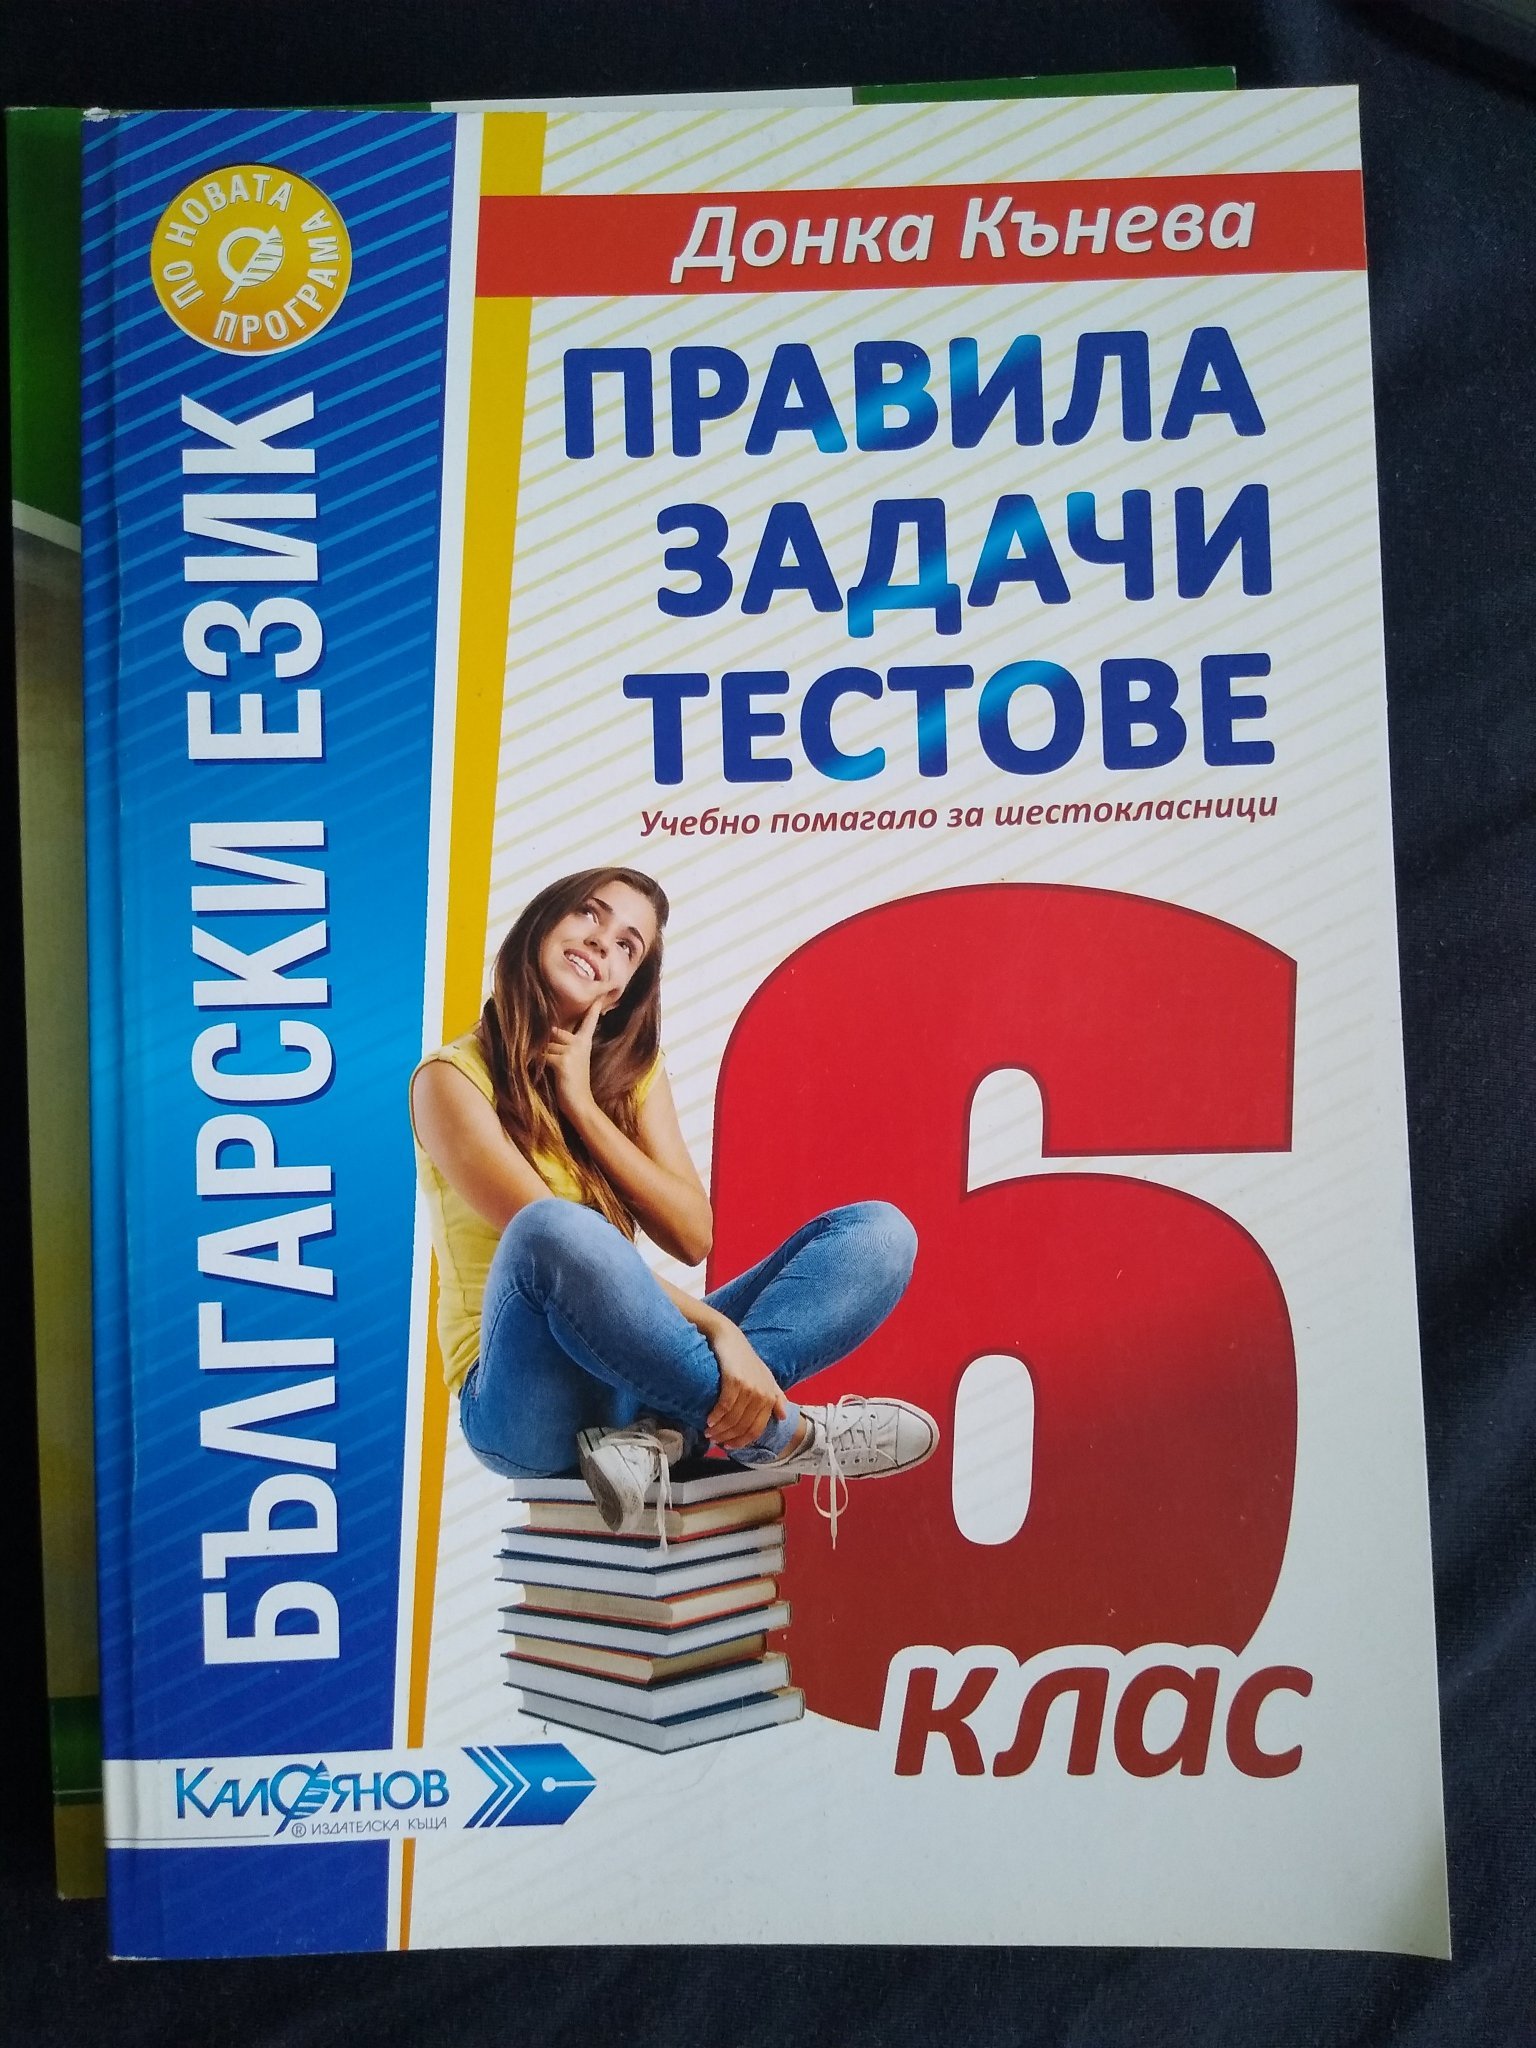 ПО НОВАТА ПРОГРАМА
БЪЛГАРСКИ ЕЗИК
Донка Кънева
ПРАВИЛА
ЗАДАЧИ
ТЕСТОВЕ
Учебно помагало за шестокласници
6
клас
КАЛОЯНОВ
® ИЗДАТЕЛСКА КЪЩА